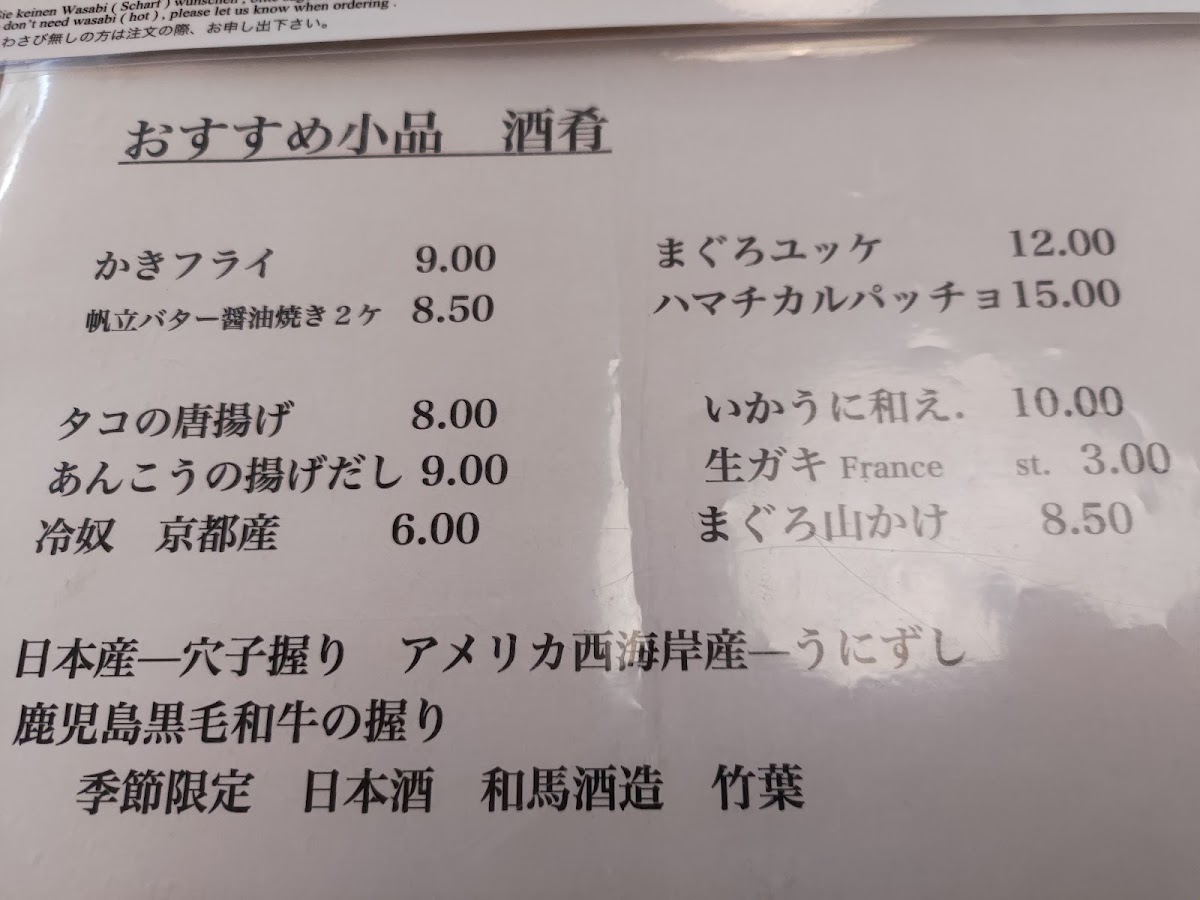 Sie keinen Wasabi ( Scharf ) wünschen, bitte
don't need wasabi ( hot ) , please let us know when ordering .
わさび無しの方は注文の際、お申し出下さい。
おすすめ小品　酒肴
かきフライ 9.00
帆立バター醤油焼き２ケ 8.50
タコの唐揚げ 8.00
あんこうの揚げだし 9.00
冷奴　京都産 6.00
まぐろユッケ 12.00
ハマチカルパッチョ 15.00
いかうに和え. 10.00
生ガキ France st. 3.00
まぐろ山かけ 8.50
日本産―穴子握り　アメリカ西海岸産―うにずし
鹿児島黒毛和牛の握り
季節限定　日本酒　和馬酒造　竹葉